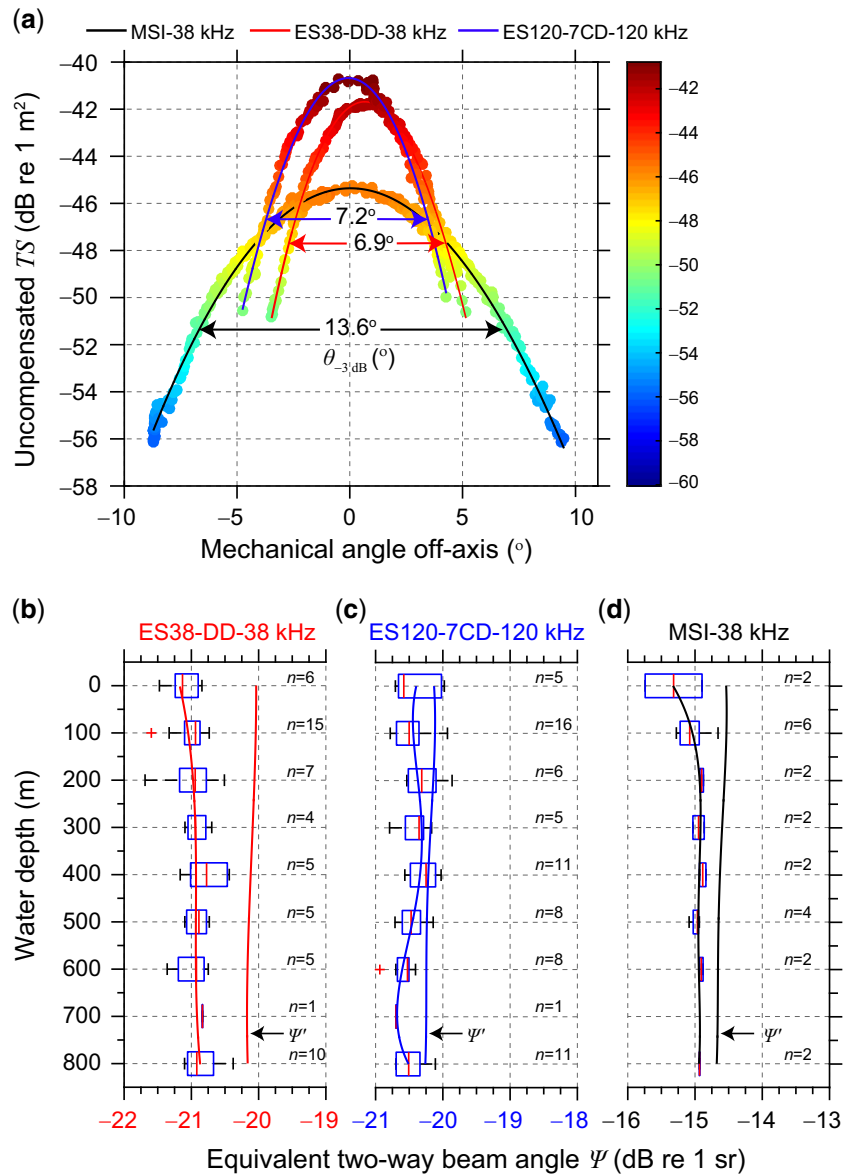 (a)
MSI-38 kHz ES38-DD-38 kHz ES120-7CD-120 kHz
−40
−42
−44
−46
−48
−50
−52
−54
−56
−58
Uncompensated TS (dB re 1 m²)
7.2°
6.9°
13.6°
θ−3 dB (°)
−10 −5 0 5 10
Mechanical angle off-axis (°)
−42
−44
−46
−48
−50
−52
−54
−56
−58
−60
(b) ES38-DD-38 kHz
(c) ES120-7CD-120 kHz
(d) MSI-38 kHz
Water depth (m)
0 n=6 n=5 n=2
100 n=15 n=16 n=6
200 n=7 n=6 n=2
300 n=4 n=5 n=2
400 n=5 n=11 n=2
500 n=5 n=8 n=4
600 n=5 n=8 n=2
700 n=1 n=1
Ψ' Ψ' Ψ'
800 n=10 n=11 n=2
−22 −21 −20 −19 −21 −20 −19 −18 −16 −15 −14 −13
Equivalent two-way beam angle Ψ (dB re 1 sr)